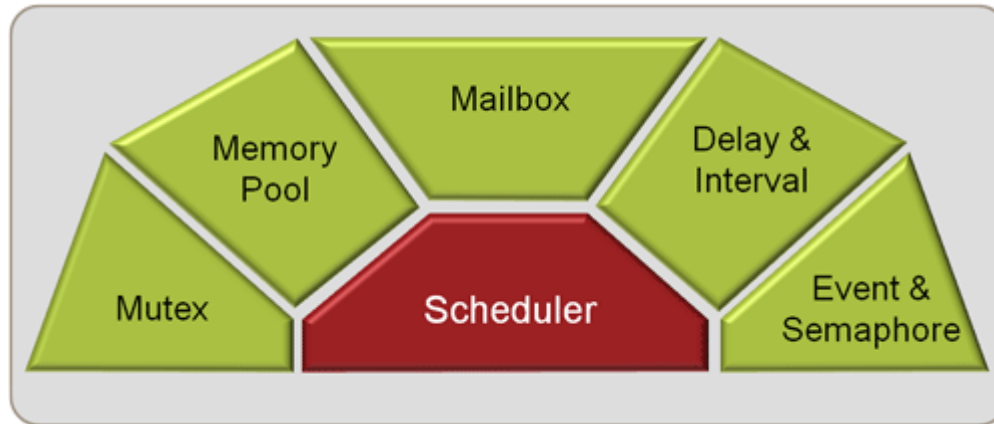 Mailbox
Memory
Pool
Delay &
Interval
Mutex
Scheduler
Event &
Semaphore